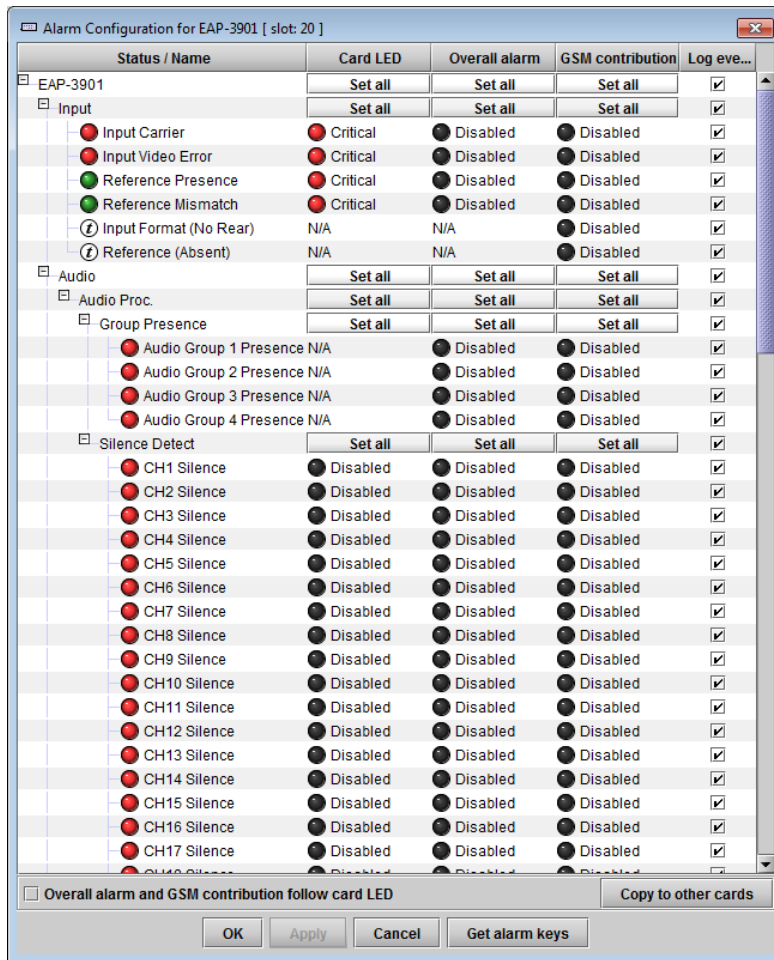 Alarm Configuration for EAP-3901 [ slot: 20 ]
Status / Name Card LED Overall alarm GSM contribution Log eve...
EAP-3901 Set all Set all Set all
Input Set all Set all Set all
Input Carrier Critical Disabled Disabled
Input Video Error Critical Disabled Disabled
Reference Presence Critical Disabled Disabled
Reference Mismatch Critical Disabled Disabled
t Input Format (No Rear) N/A N/A Disabled
t Reference (Absent) N/A N/A Disabled
Audio Set all Set all Set all
Audio Proc. Set all Set all Set all
Group Presence Set all Set all Set all
Audio Group 1 Presence N/A Disabled Disabled
Audio Group 2 Presence N/A Disabled Disabled
Audio Group 3 Presence N/A Disabled Disabled
Audio Group 4 Presence N/A Disabled Disabled
Silence Detect Set all Set all Set all
CH1 Silence Disabled Disabled Disabled
CH2 Silence Disabled Disabled Disabled
CH3 Silence Disabled Disabled Disabled
CH4 Silence Disabled Disabled Disabled
CH5 Silence Disabled Disabled Disabled
CH6 Silence Disabled Disabled Disabled
CH7 Silence Disabled Disabled Disabled
CH8 Silence Disabled Disabled Disabled
CH9 Silence Disabled Disabled Disabled
CH10 Silence Disabled Disabled Disabled
CH11 Silence Disabled Disabled Disabled
CH12 Silence Disabled Disabled Disabled
CH13 Silence Disabled Disabled Disabled
CH14 Silence Disabled Disabled Disabled
CH15 Silence Disabled Disabled Disabled
CH16 Silence Disabled Disabled Disabled
CH17 Silence Disabled Disabled Disabled
Overall alarm and GSM contribution follow card LED Copy to other cards
OK Apply Cancel Get alarm keys